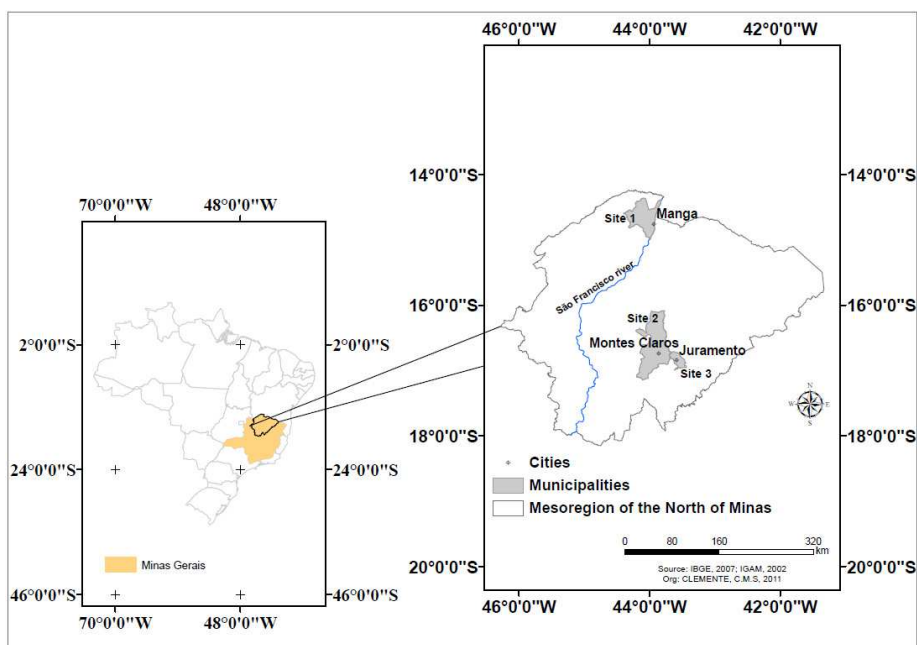 70°0'0"W 48°0'0"W
2°0'0"S 2°0'0"S
24°0'0"S 24°0'0"S
46°0'0"S 46°0'0"S
70°0'0"W 48°0'0"W
Minas Gerais
46°0'0"W 44°0'0"W 42°0'0"W
14°0'0"S 14°0'0"S
Site 1 Manga
São Francisco river
16°0'0"S 16°0'0"S
Site 2
Montes Claros Juramento
Site 3
N
W E
S
18°0'0"S 18°0'0"S
Cities
Municipalities
Mesoregion of the North of Minas
0 80 160 320
km
Source: IBGE, 2007; IGAM, 2002
Org: CLEMENTE, C.M.S, 2011
20°0'0"S 20°0'0"S
46°0'0"W 44°0'0"W 42°0'0"W